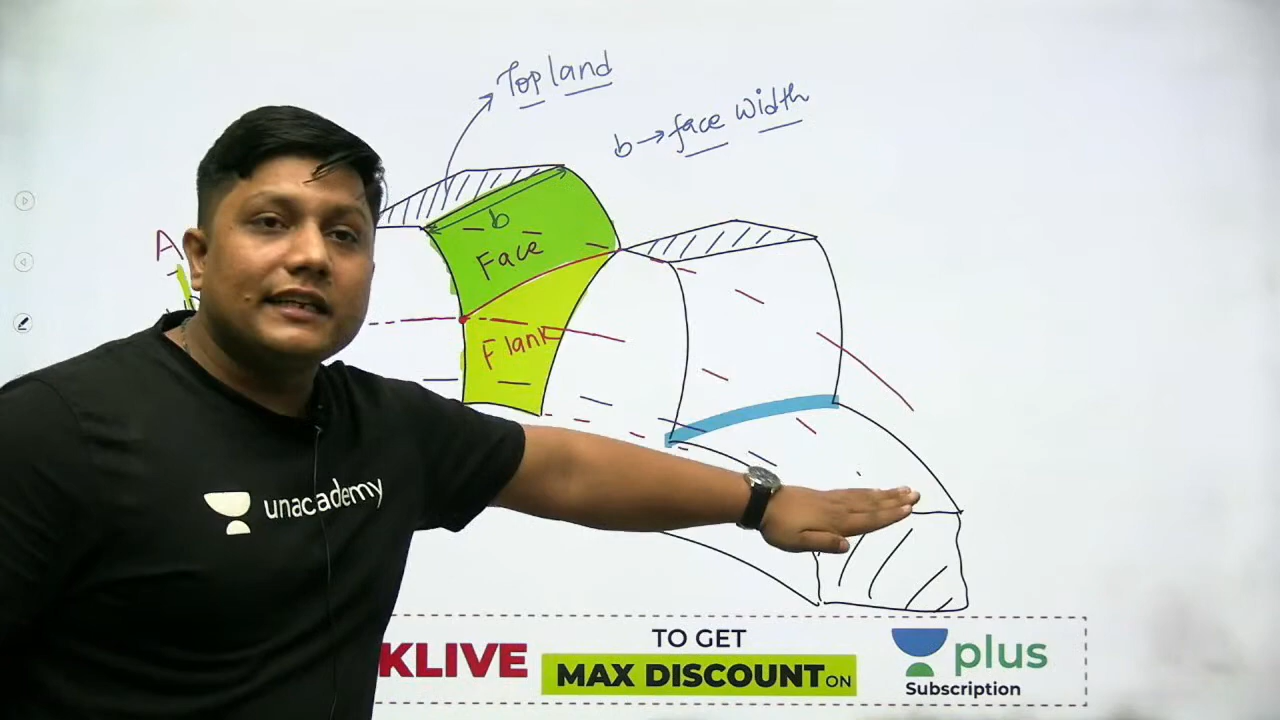 Top land
b → face width
A
b
Face
Flank
unacademy
KLIVE
TO GET
MAX DISCOUNT ON
plus
Subscription